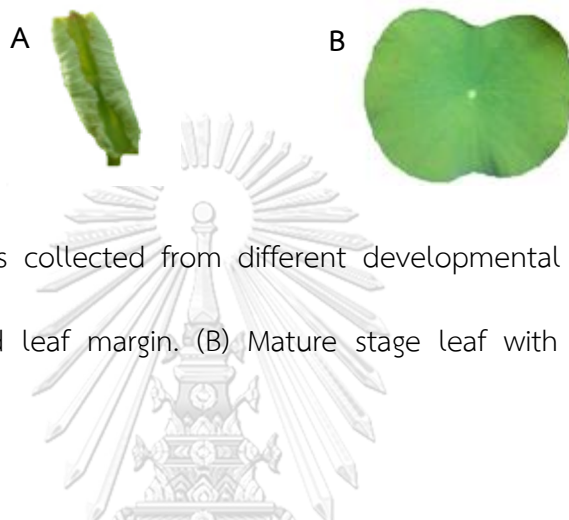 A
B
s collected from different developmental
l leaf margin. (B) Mature stage leaf with